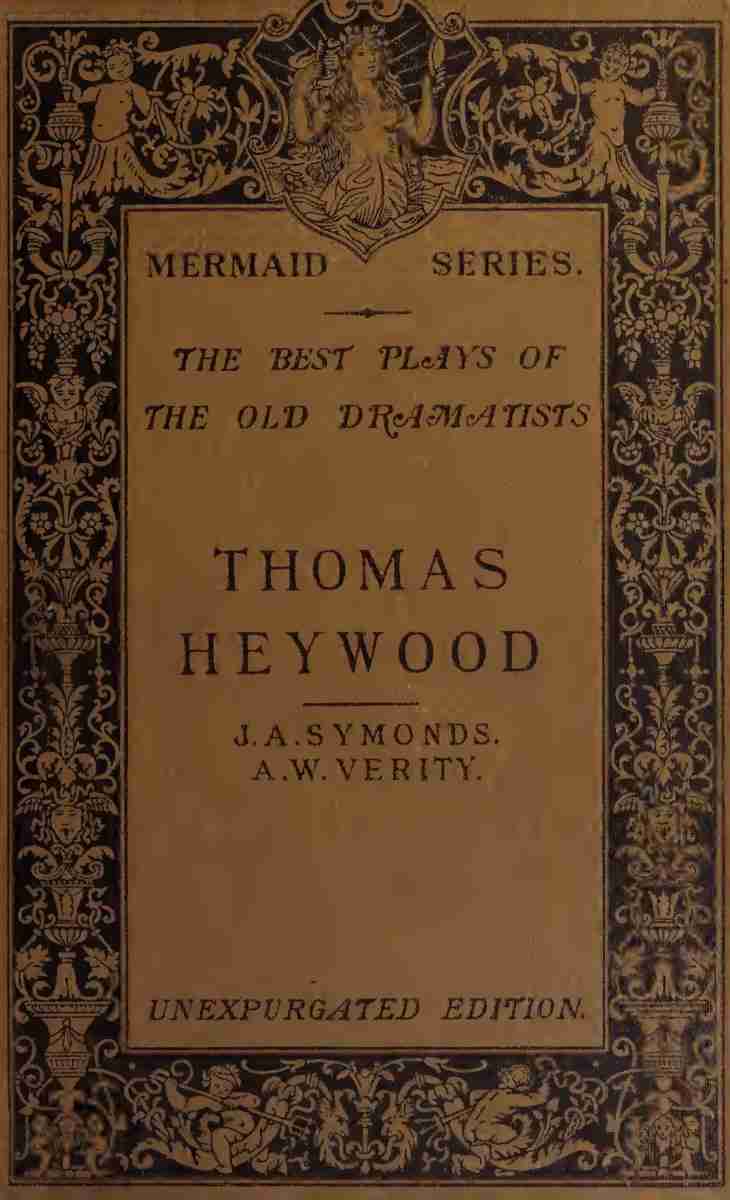 MERMAID SERIES.
THE BEST PLAYS OF
THE OLD DRAMATISTS
THOMAS
HEYWOOD
J. A. SYMONDS.
A. W. VERITY.
UNEXPURGATED EDITION.